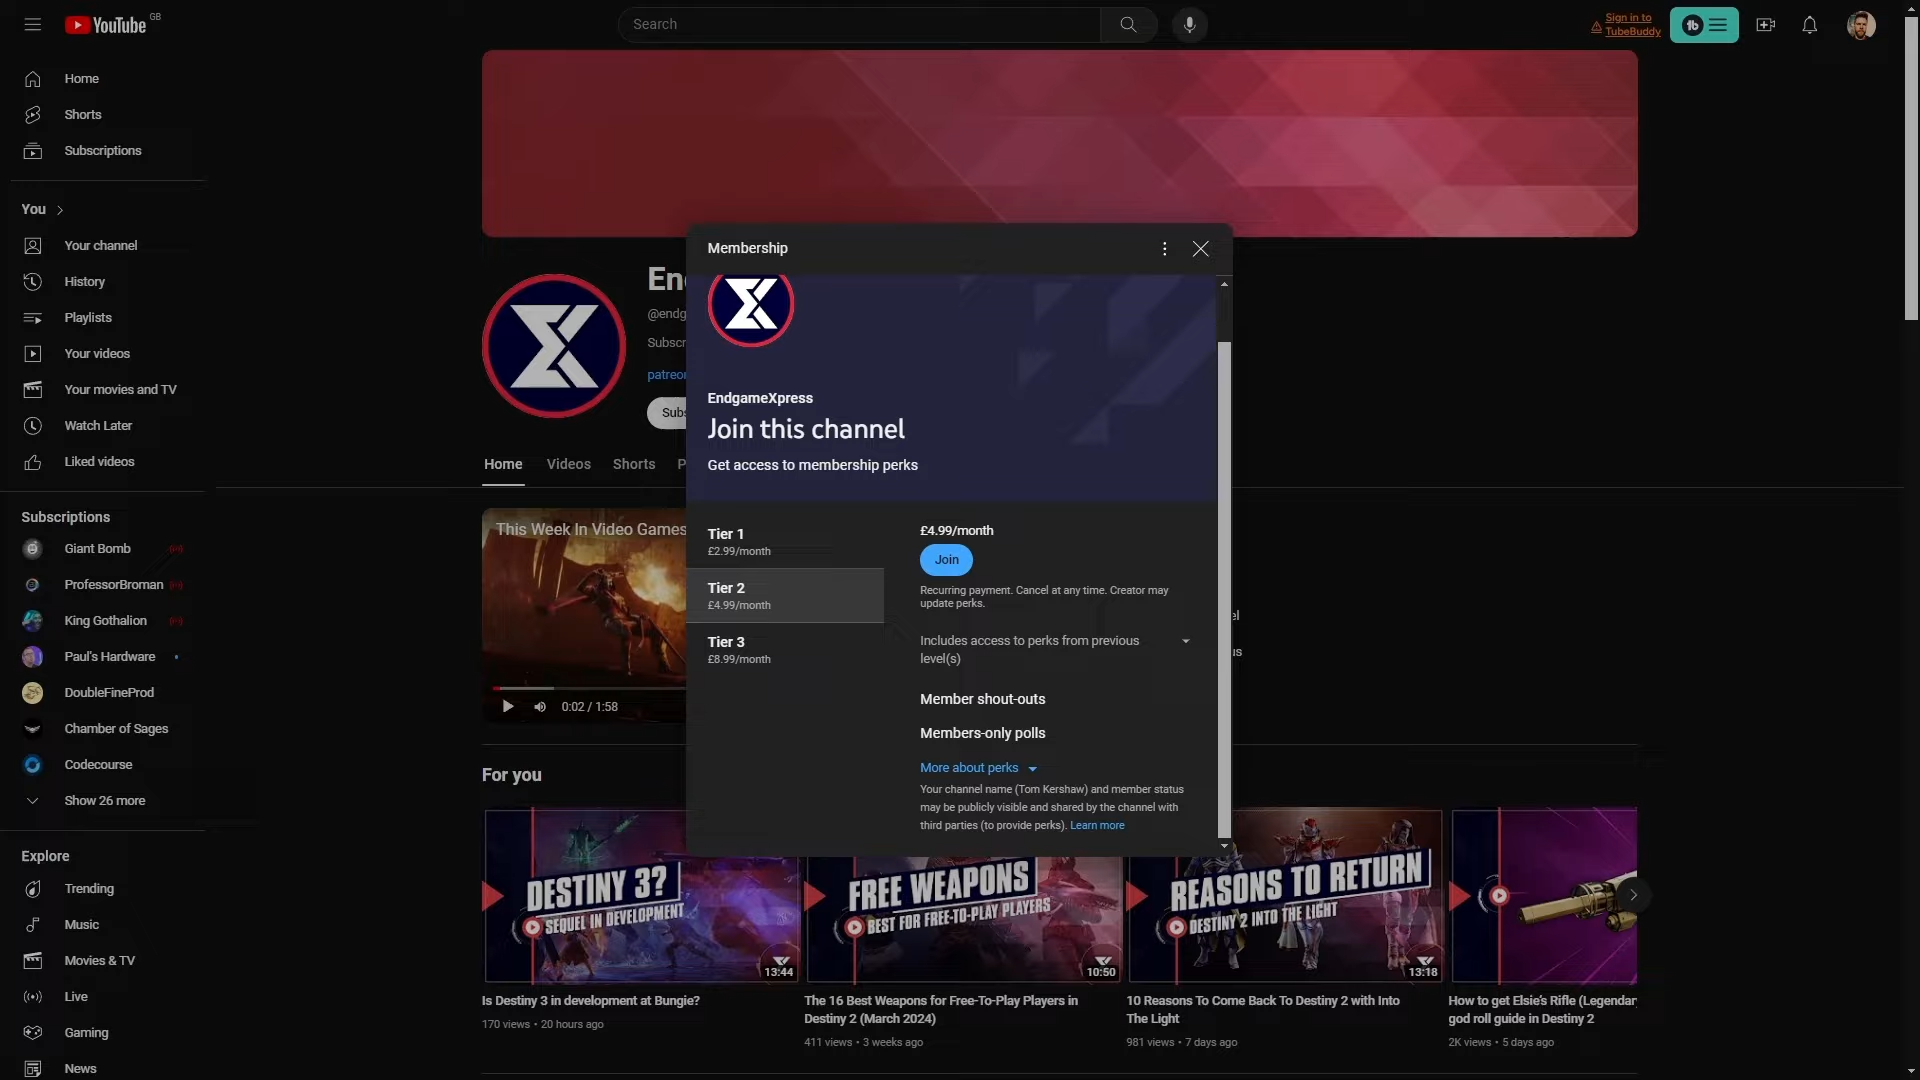 YouTube GB
Search
Sign in to
TubeBuddy
Home
Shorts
Subscriptions
You
Your channel
History
Playlists
Your videos
Your movies and TV
Watch Later
Liked videos
Subscriptions
Giant Bomb
ProfessorBroman
King Gothalion
Paul's Hardware
DoubleFineProd
Chamber of Sages
Codecourse
Show 26 more
Explore
Trending
Music
Movies & TV
Live
Gaming
News
En
@endg
Subscr
patreo
Subs
Home Videos Shorts P
This Week In Video Games
0:02 / 1:58
Membership
EndgameXpress
Join this channel
Get access to membership perks
Tier 1
£2.99/month
Tier 2
£4.99/month
Tier 3
£8.99/month
£4.99/month
Join
Recurring payment. Cancel at any time. Creator may
update perks.
Includes access to perks from previous
level(s)
Member shout-outs
Members-only polls
More about perks
Your channel name (Tom Kershaw) and member status
may be publicly visible and shared by the channel with
third parties (to provide perks). Learn more
el
us
For you
DESTINY 3?
SEQUEL IN DEVELOPMENT
13:44
Is Destiny 3 in development at Bungie?
170 views • 20 hours ago
FREE WEAPONS
BEST FOR FREE-TO-PLAY PLAYERS
10:50
The 16 Best Weapons for Free-To-Play Players in
Destiny 2 (March 2024)
411 views • 3 weeks ago
REASONS TO RETURN
DESTINY 2 INTO THE LIGHT
13:18
10 Reasons To Come Back To Destiny 2 with Into
The Light
981 views • 7 days ago
How to get Elsie's Rifle (Legendar
god roll guide in Destiny 2
2K views • 5 days ago